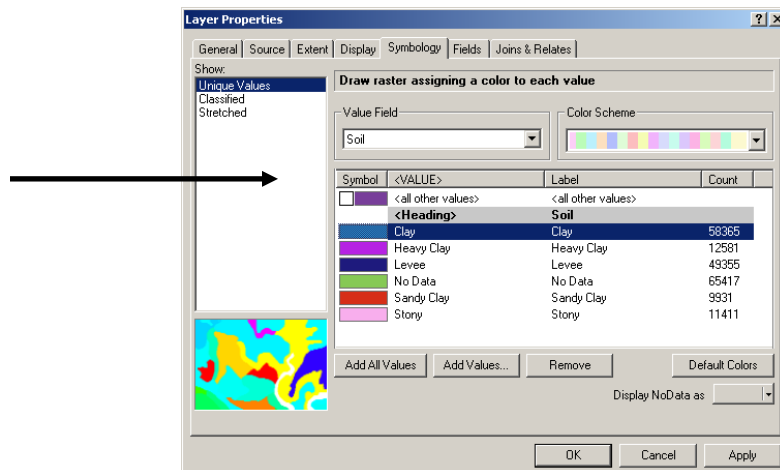 Layer Properties
? x
General Source Extent Display Symbology Fields Joins & Relates
Show:
Unique Values
Classified
Stretched
Draw raster assigning a color to each value
Value Field
Soil
Color Scheme
Symbol <VALUE> Label Count
<all other values> <all other values>
<Heading> Soil
Clay Clay 58365
Heavy Clay Heavy Clay 12581
Levee Levee 49355
No Data No Data 65417
Sandy Clay Sandy Clay 9931
Stony Stony 11411
Add All Values Add Values... Remove Default Colors
Display NoData as
OK Cancel Apply